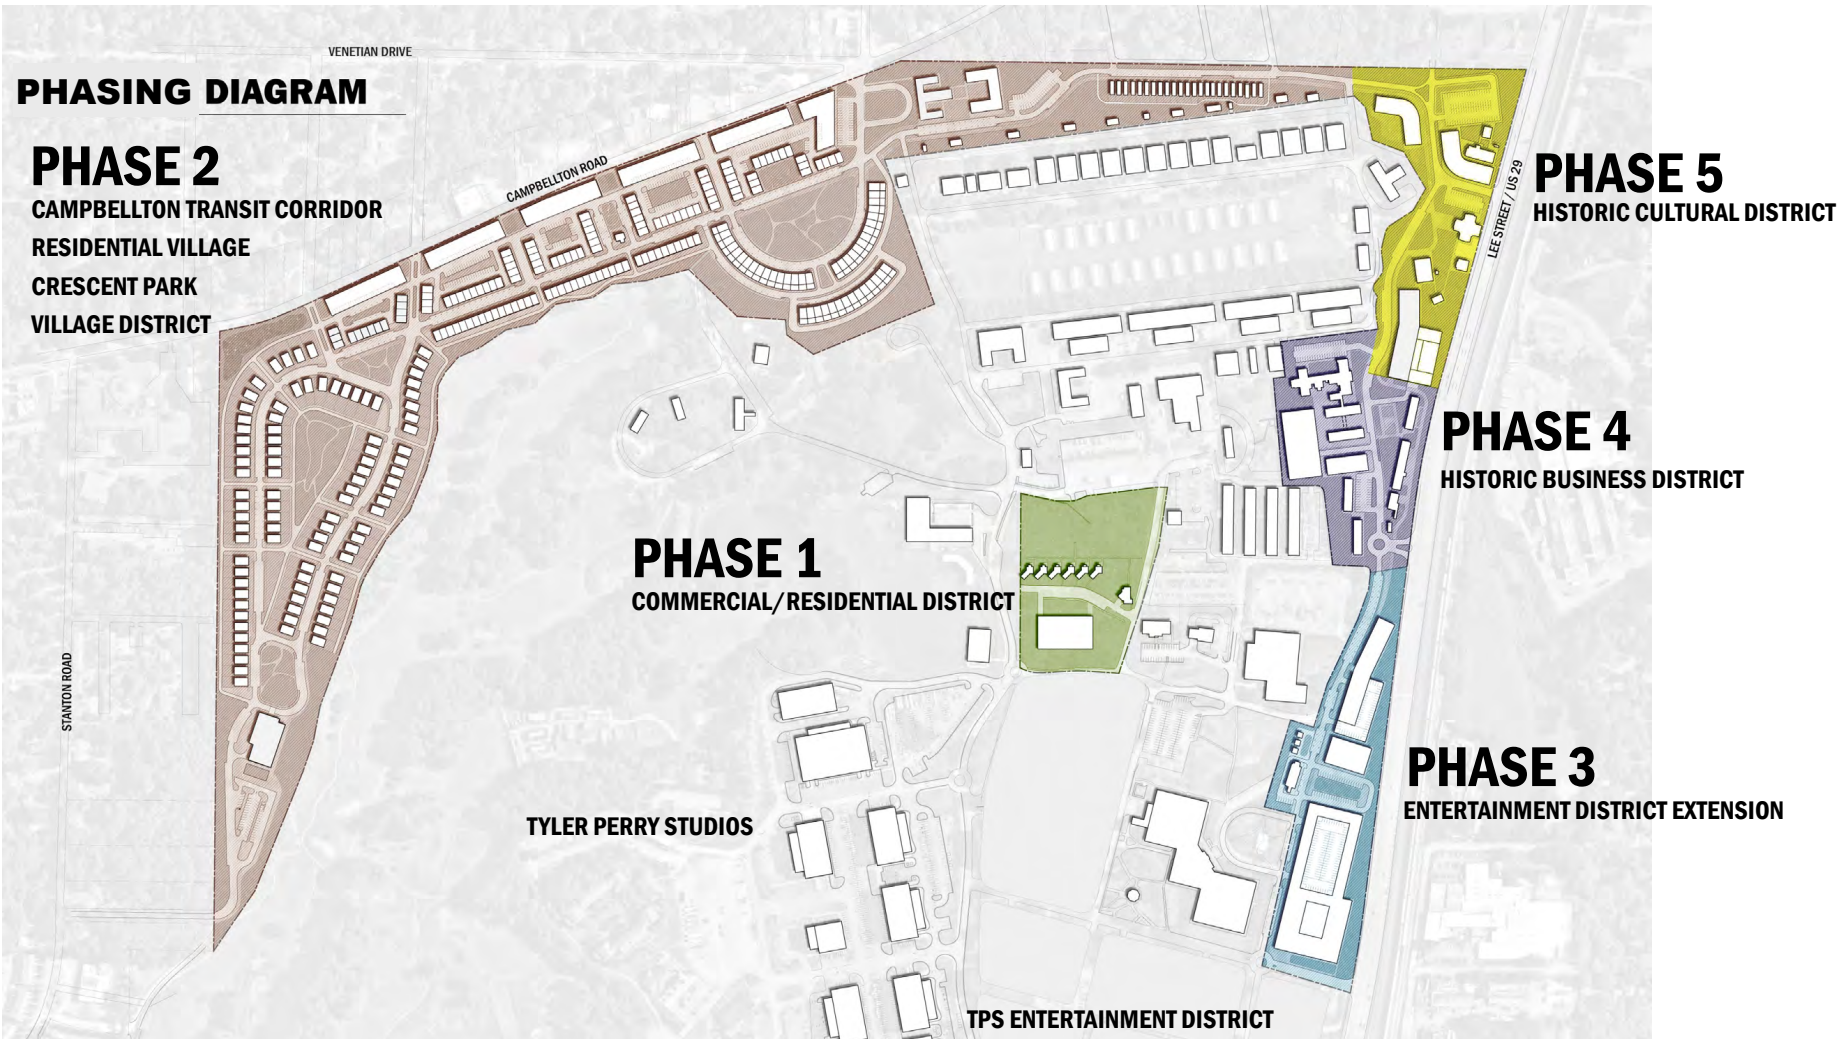 VENETIAN DRIVE
PHASING DIAGRAM
PHASE 2
CAMPBELLTON TRANSIT CORRIDOR
RESIDENTIAL VILLAGE
CRESCENT PARK
VILLAGE DISTRICT
CAMPBELLTON ROAD
PHASE 5
HISTORIC CULTURAL DISTRICT
LEE STREET / US 29
PHASE 4
HISTORIC BUSINESS DISTRICT
PHASE 1
COMMERCIAL/RESIDENTIAL DISTRICT
STANTON ROAD
PHASE 3
ENTERTAINMENT DISTRICT EXTENSION
TYLER PERRY STUDIOS
TPS ENTERTAINMENT DISTRICT